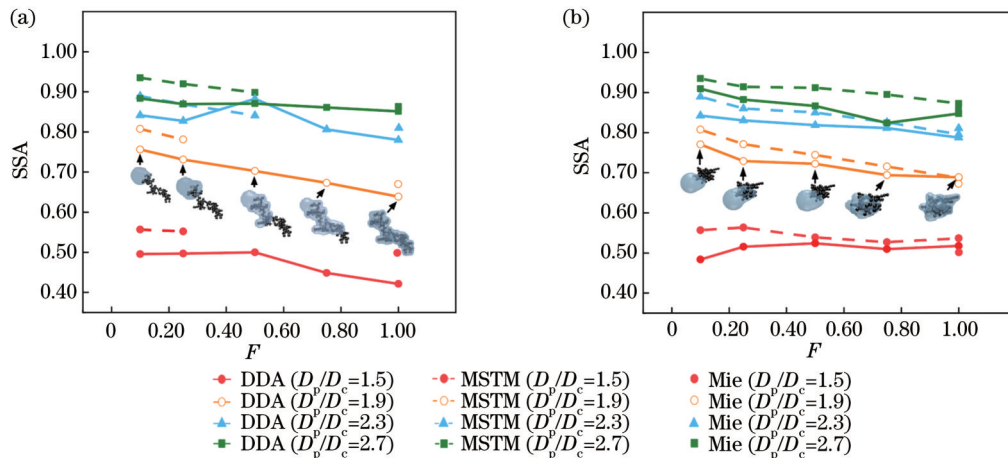 (a)
(b)
SSA
1.00
0.90
0.80
0.70
0.60
0.50
0.40
0
0.20
0.40
0.60
0.80
1.00
F
SSA
1.00
0.90
0.80
0.70
0.60
0.50
0.40
0
0.20
0.40
0.60
0.80
1.00
F
DDA (Dp/Dc=1.5)
DDA (Dp/Dc=1.9)
DDA (Dp/Dc=2.3)
DDA (Dp/Dc=2.7)
MSTM (Dp/Dc=1.5)
MSTM (Dp/Dc=1.9)
MSTM (Dp/Dc=2.3)
MSTM (Dp/Dc=2.7)
Mie (Dp/Dc=1.5)
Mie (Dp/Dc=1.9)
Mie (Dp/Dc=2.3)
Mie (Dp/Dc=2.7)